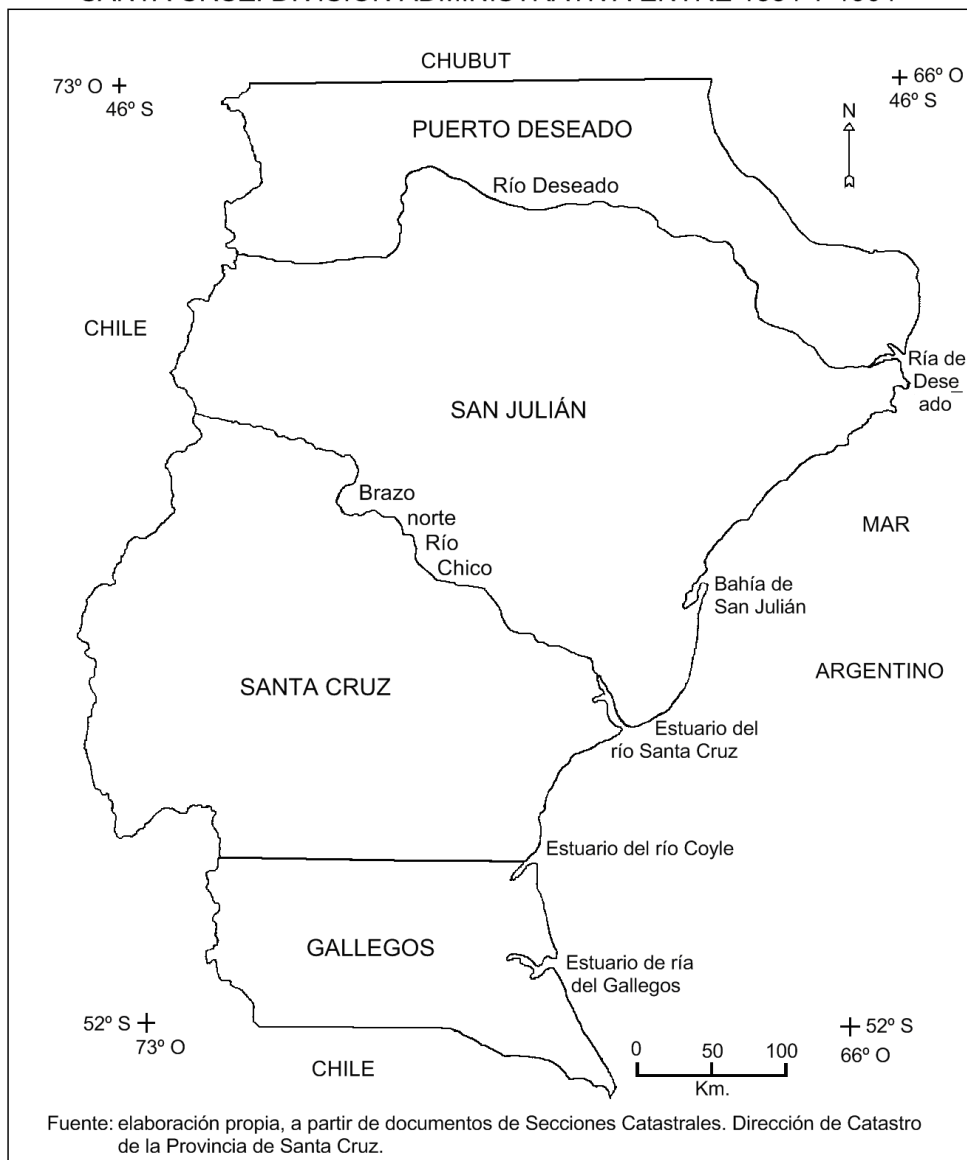 CHUBUT
73º O
46º S
66º O
46º S
N
PUERTO DESEADO
Río Deseado
CHILE
Ría de
Dese_
ado
SAN JULIÁN
Brazo
norte
Río
Chico
MAR
Bahía de
San Julián
ARGENTINO
SANTA CRUZ
Estuario del
río Santa Cruz
Estuario del río Coyle
GALLEGOS
Estuario de ría
del Gallegos
52º S
73º O
52º S
66º O
0 50 100
Km.
CHILE
Fuente: elaboración propia, a partir de documentos de Secciones Catastrales. Dirección de Catastro
de la Provincia de Santa Cruz.